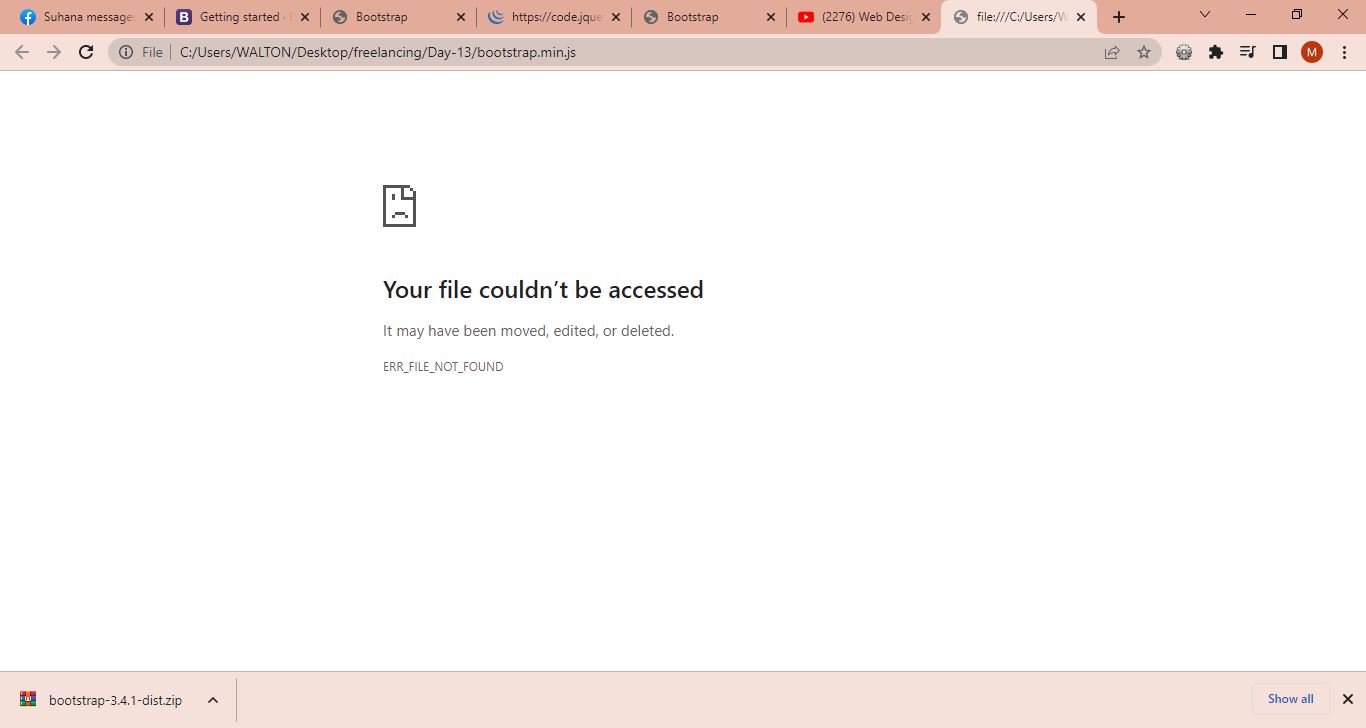 Suhana message
Getting started ·
Bootstrap
https://code.jque
Bootstrap
(2276) Web Desig
file:///C:/Users/W
File
C:/Users/WALTON/Desktop/freelancing/Day-13/bootstrap.min.js
M
Your file couldn’t be accessed
It may have been moved, edited, or deleted.
ERR_FILE_NOT_FOUND
bootstrap-3.4.1-dist.zip
Show all